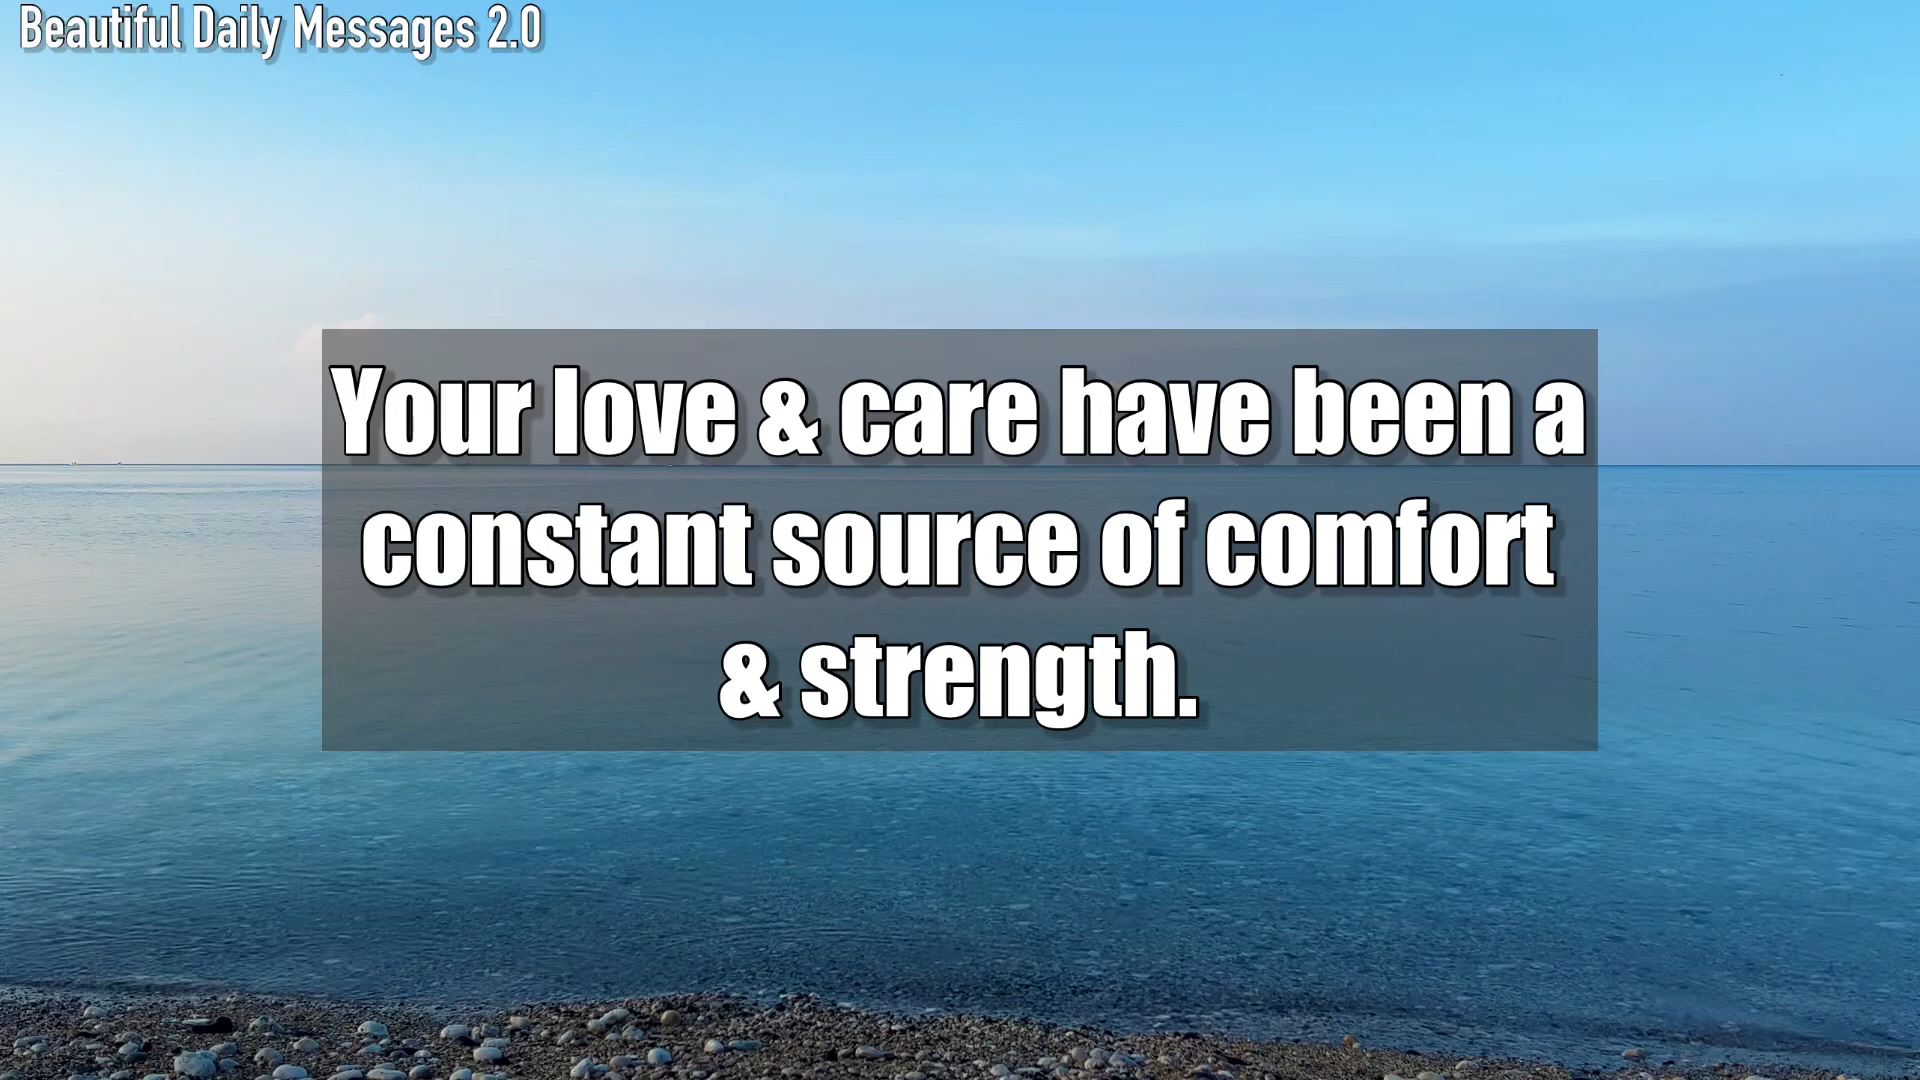 Beautiful Daily Messages 2.0
Your love & care have been a
constant source of comfort
& strength.